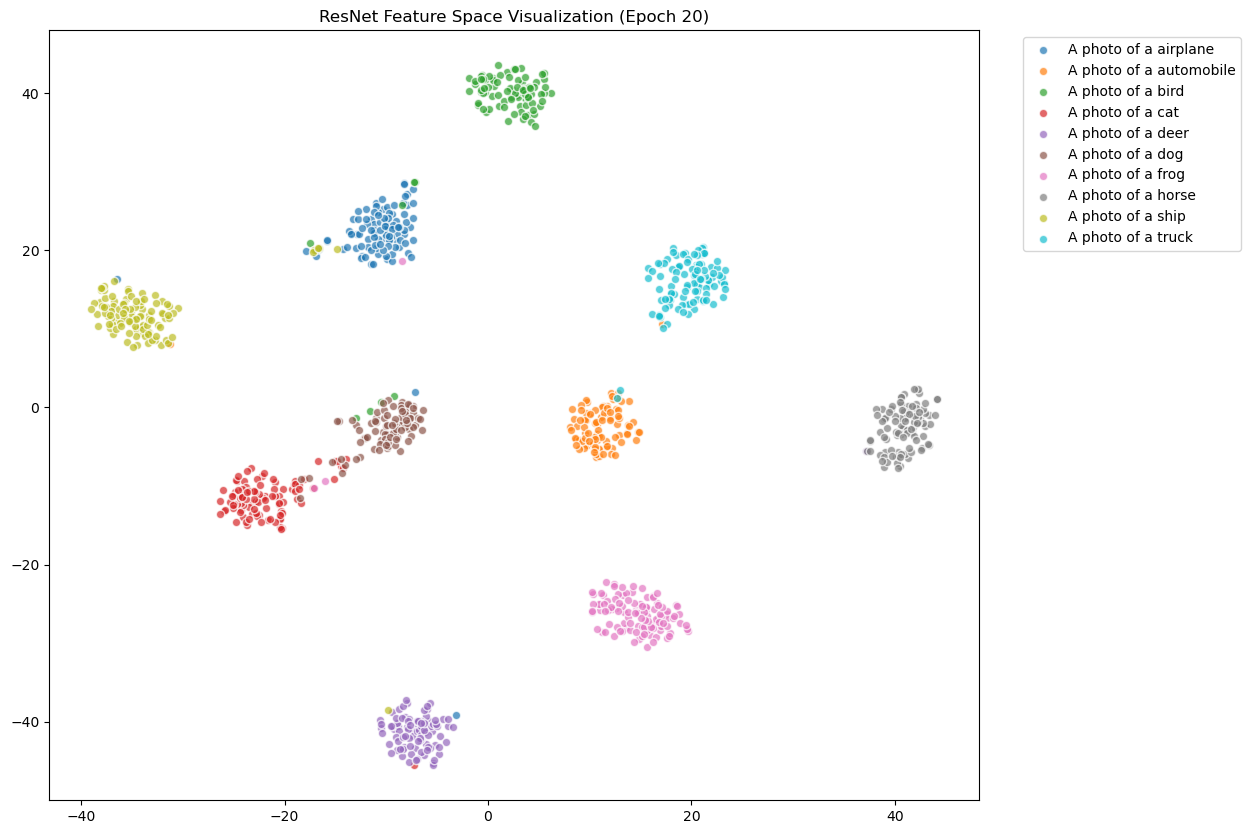 ResNet Feature Space Visualization (Epoch 20)
A photo of a airplane
A photo of a automobile
A photo of a bird
A photo of a cat
A photo of a deer
A photo of a dog
A photo of a frog
A photo of a horse
A photo of a ship
A photo of a truck
40
20
0
−20
−40
−40
−20
0
20
40